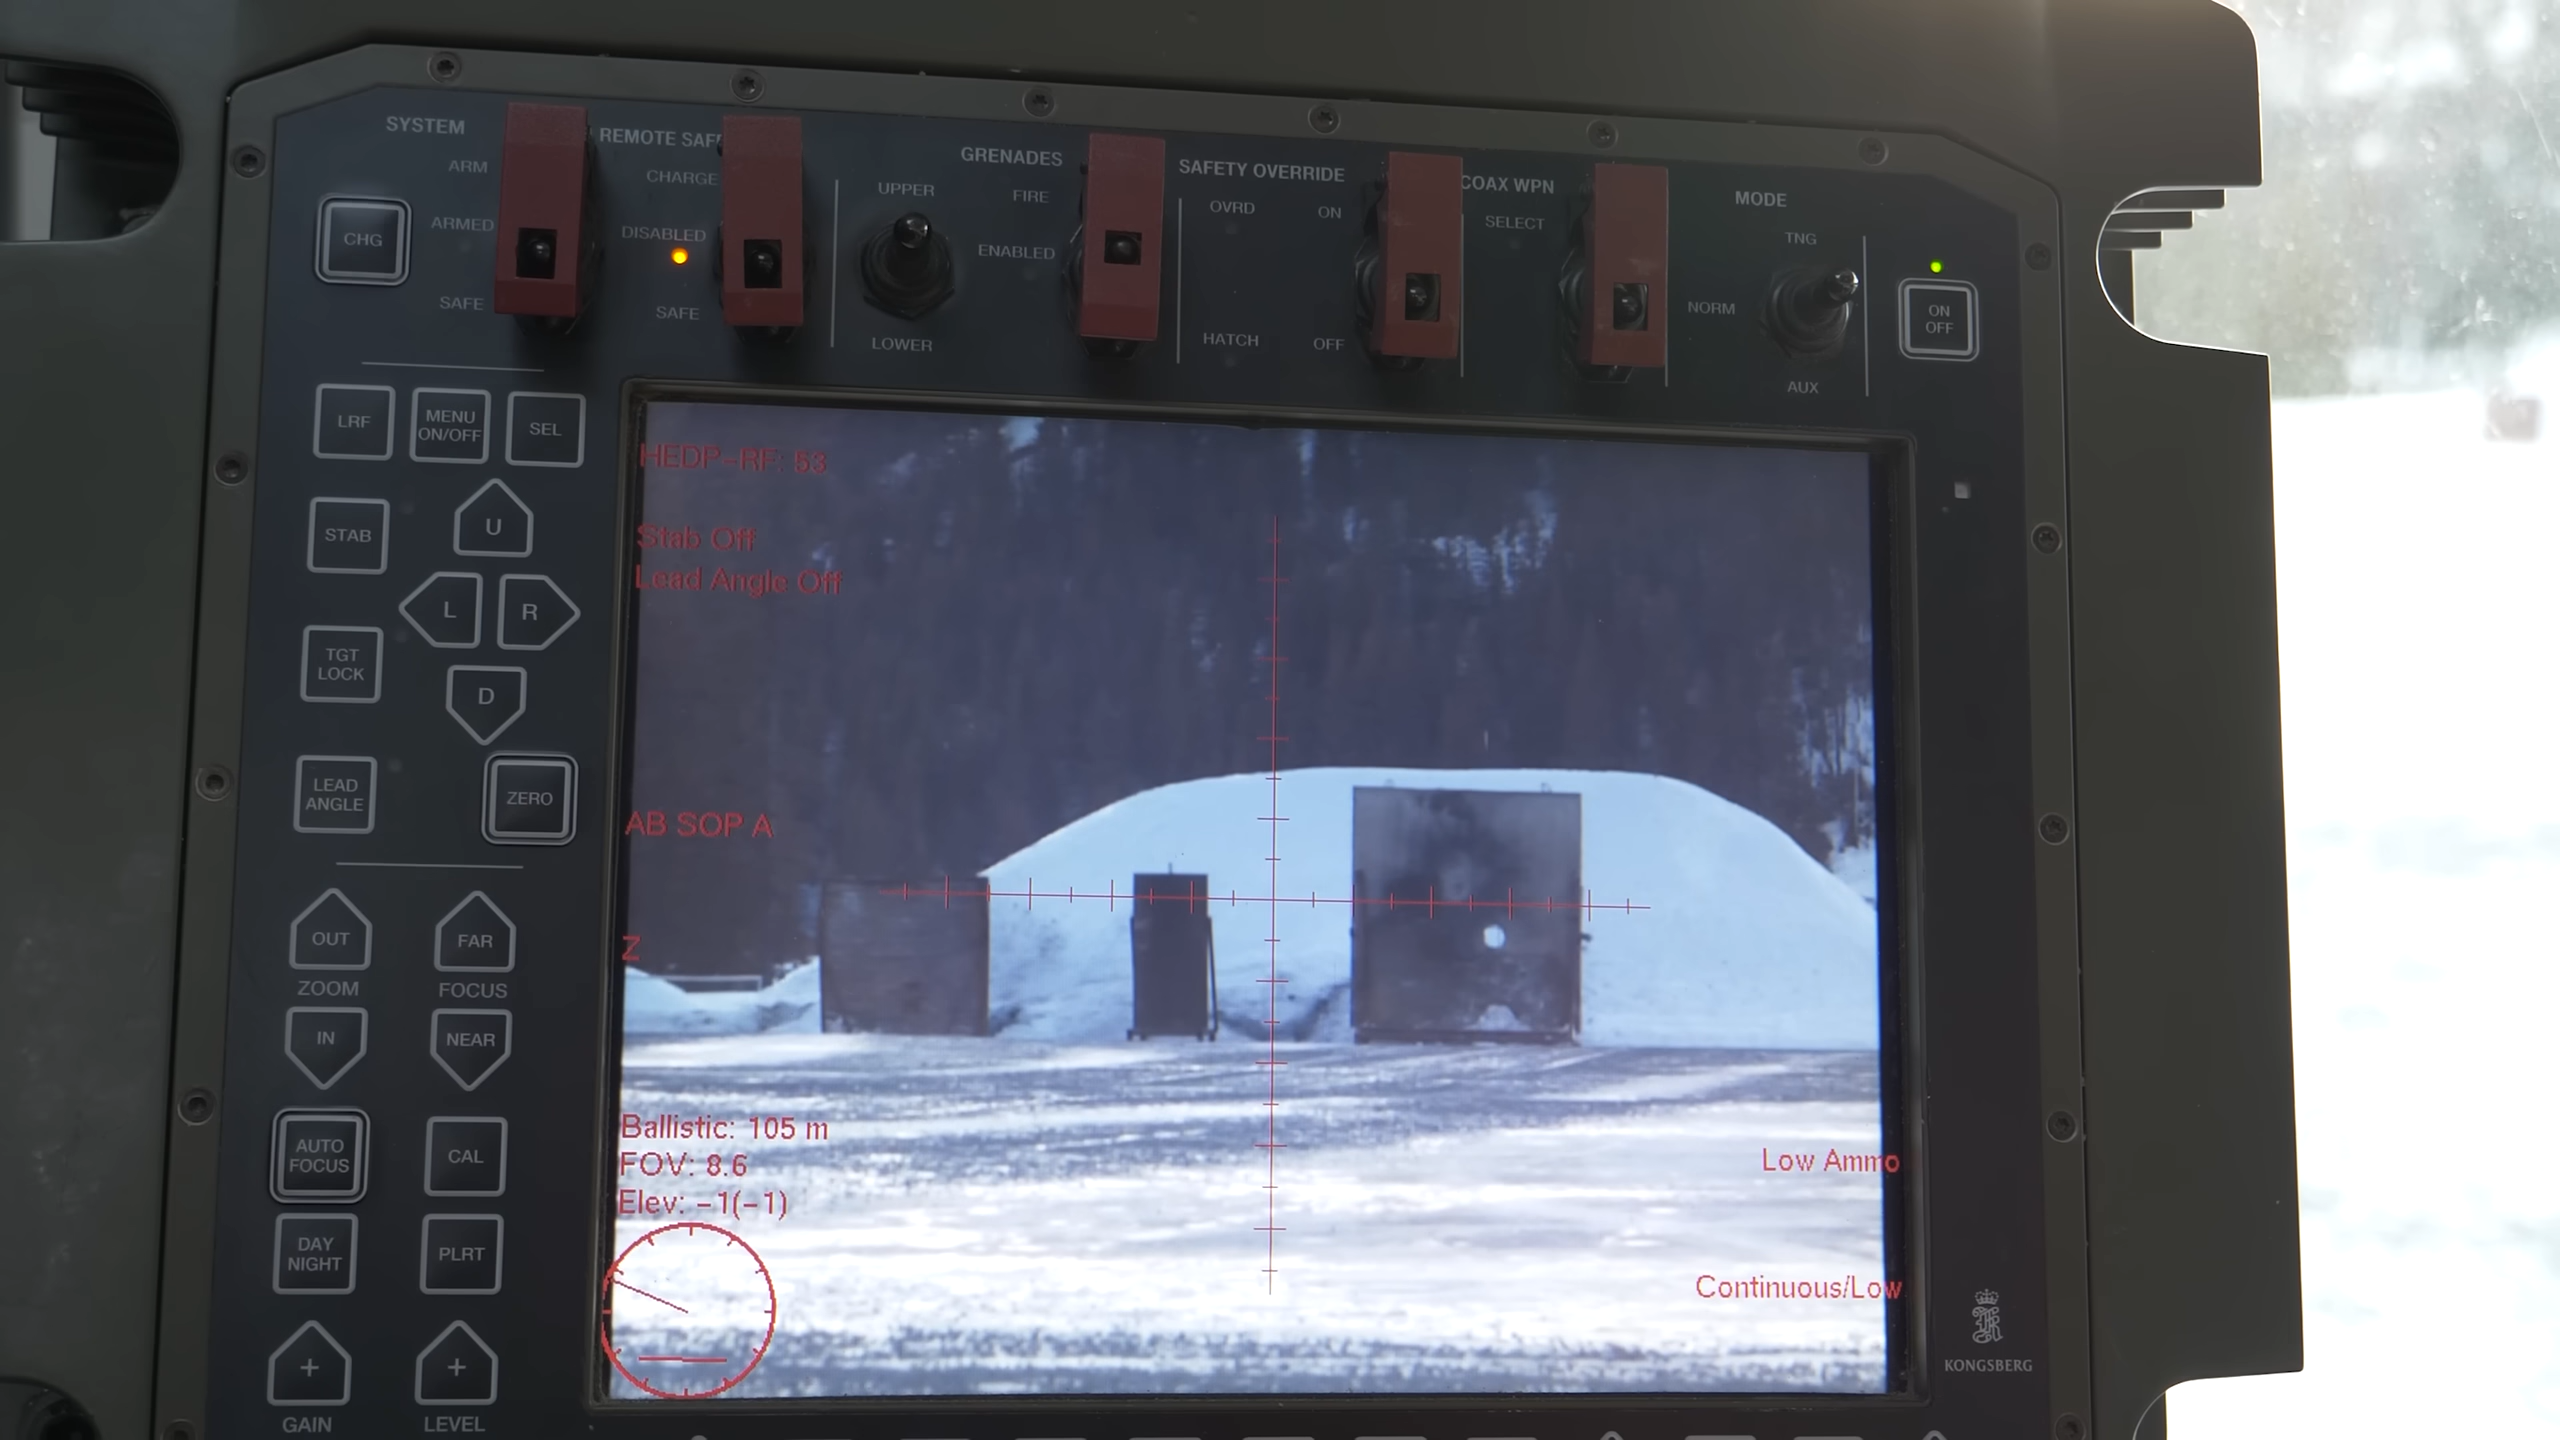 SYSTEM
ARM
ARMED
SAFE
CHG
REMOTE SAFE
CHARGE
DISABLED
SAFE
GRENADES
UPPER
LOWER
FIRE
ENABLED
SAFETY OVERRIDE
OVRD
HATCH
ON
OFF
COAX WPN
SELECT
MODE
TNG
NORM
AUX
ON
OFF
LRF
MENU
ON/OFF
SEL
STAB
U
L
R
D
TGT
LOCK
LEAD
ANGLE
ZERO
OUT
ZOOM
IN
FAR
FOCUS
NEAR
AUTO
FOCUS
CAL
DAY
NIGHT
PLRT
+
GAIN
+
LEVEL
HEDP-RF: 53
Stab Off
Lead Angle Off
AB SOP A
Z
Ballistic: 105 m
FOV: 8.6
Elev: -1(-1)
Low Ammo
Continuous/Low
KONGSBERG